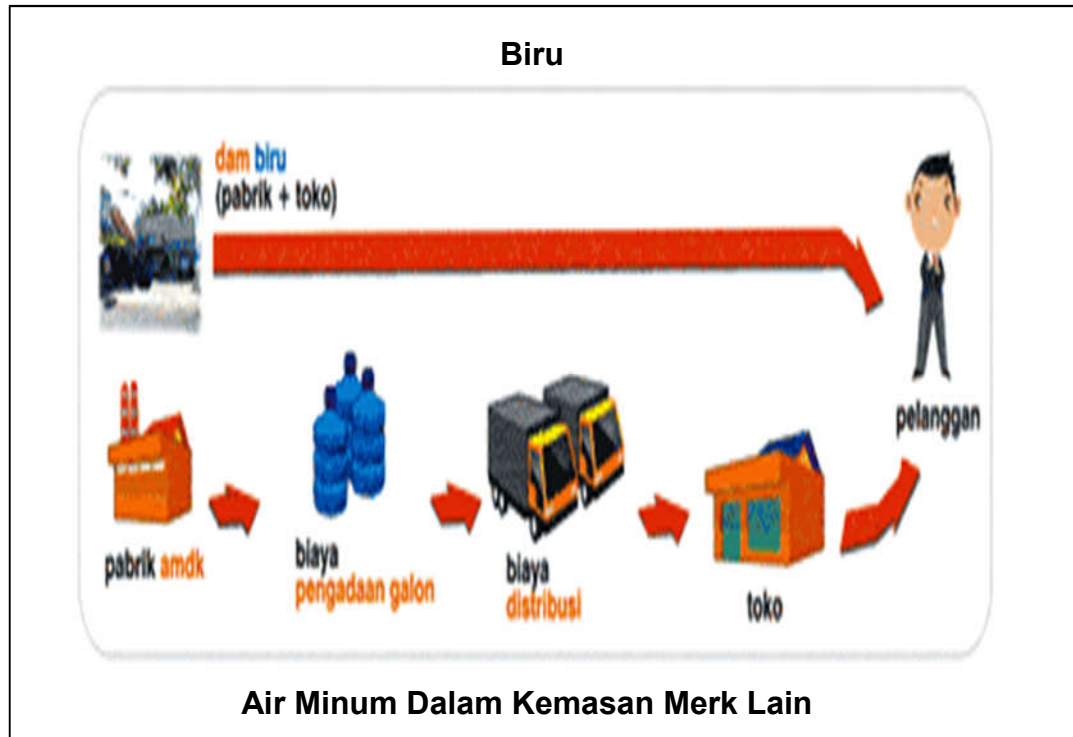 Biru
dam biru
(pabrik + toko)
pelanggan
pabrik amdk
biaya
pengadaan galon
biaya
distribusi
toko
Air Minum Dalam Kemasan Merk Lain